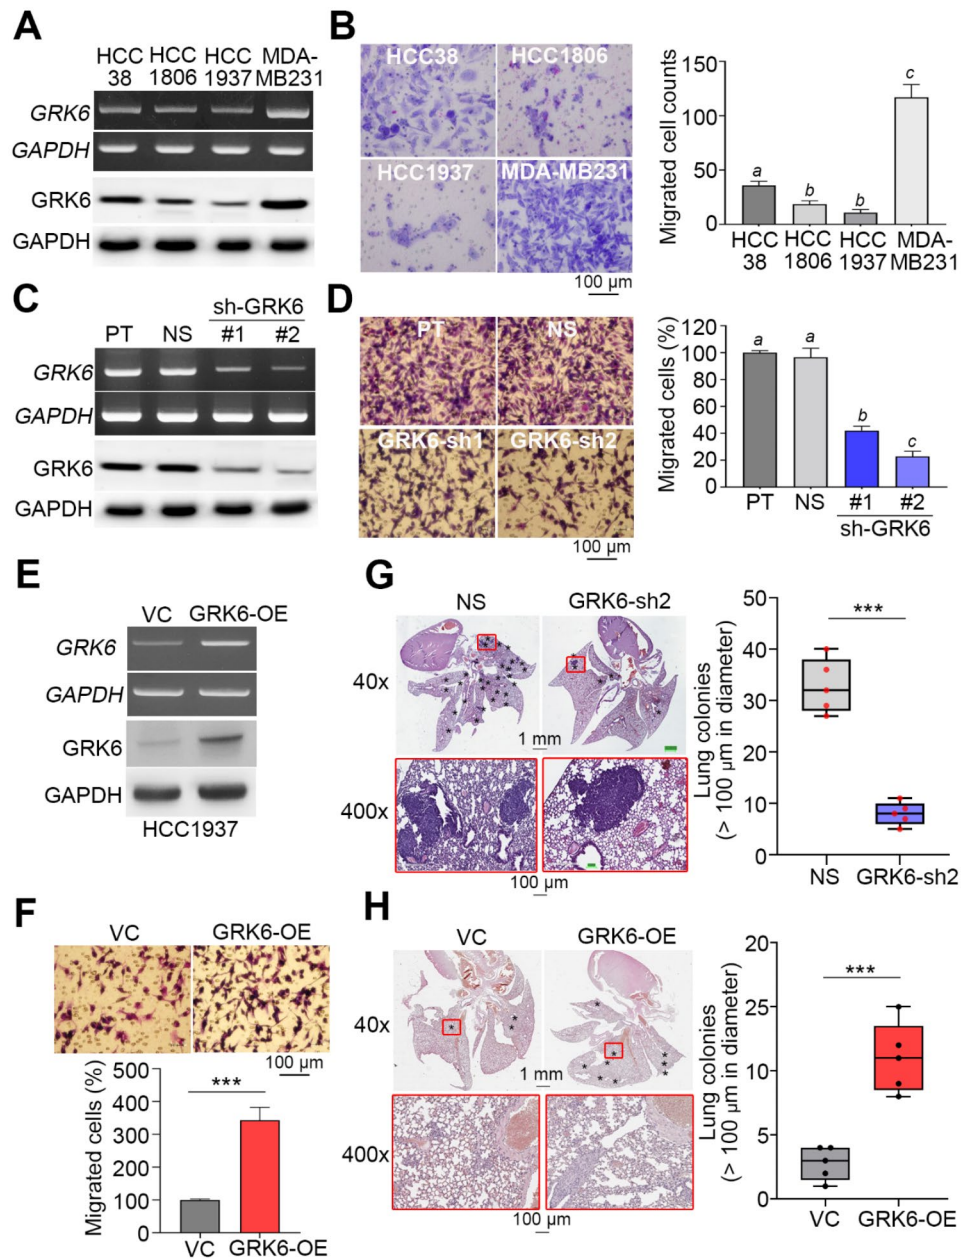 A
HCC HCC HCC MDA-
38 1806 1937 MB231
GRK6
GAPDH
GRK6
GAPDH
B
HCC38 HCC1806
HCC1937 MDA-MB231
100 µm
Migrated cell counts
150
100
50
0
a
b
b
c
HCC HCC HCC MDA-
38 1806 1937 MB231
C
sh-GRK6
PT NS #1 #2
GRK6
GAPDH
GRK6
GAPDH
D
PT NS
GRK6-sh1 GRK6-sh2
100 µm
Migrated cells (%)
120
100
80
60
40
20
0
a
a
b
c
PT NS #1 #2
sh-GRK6
E
VC GRK6-OE
GRK6
GAPDH
GRK6
GAPDH
HCC1937
F
VC GRK6-OE
100 µm
Migrated cells (%)
500
400
300
200
100
0
***
VC GRK6-OE
G
NS GRK6-sh2
40x
1 mm
400x
100 µm
Lung colonies
(> 100 µm in diameter)
50
40
30
20
10
0
***
NS GRK6-sh2
H
VC GRK6-OE
40x
1 mm
400x
100 µm
Lung colonies
(> 100 µm in diameter)
20
25
10
5
0
***
VC GRK6-OE